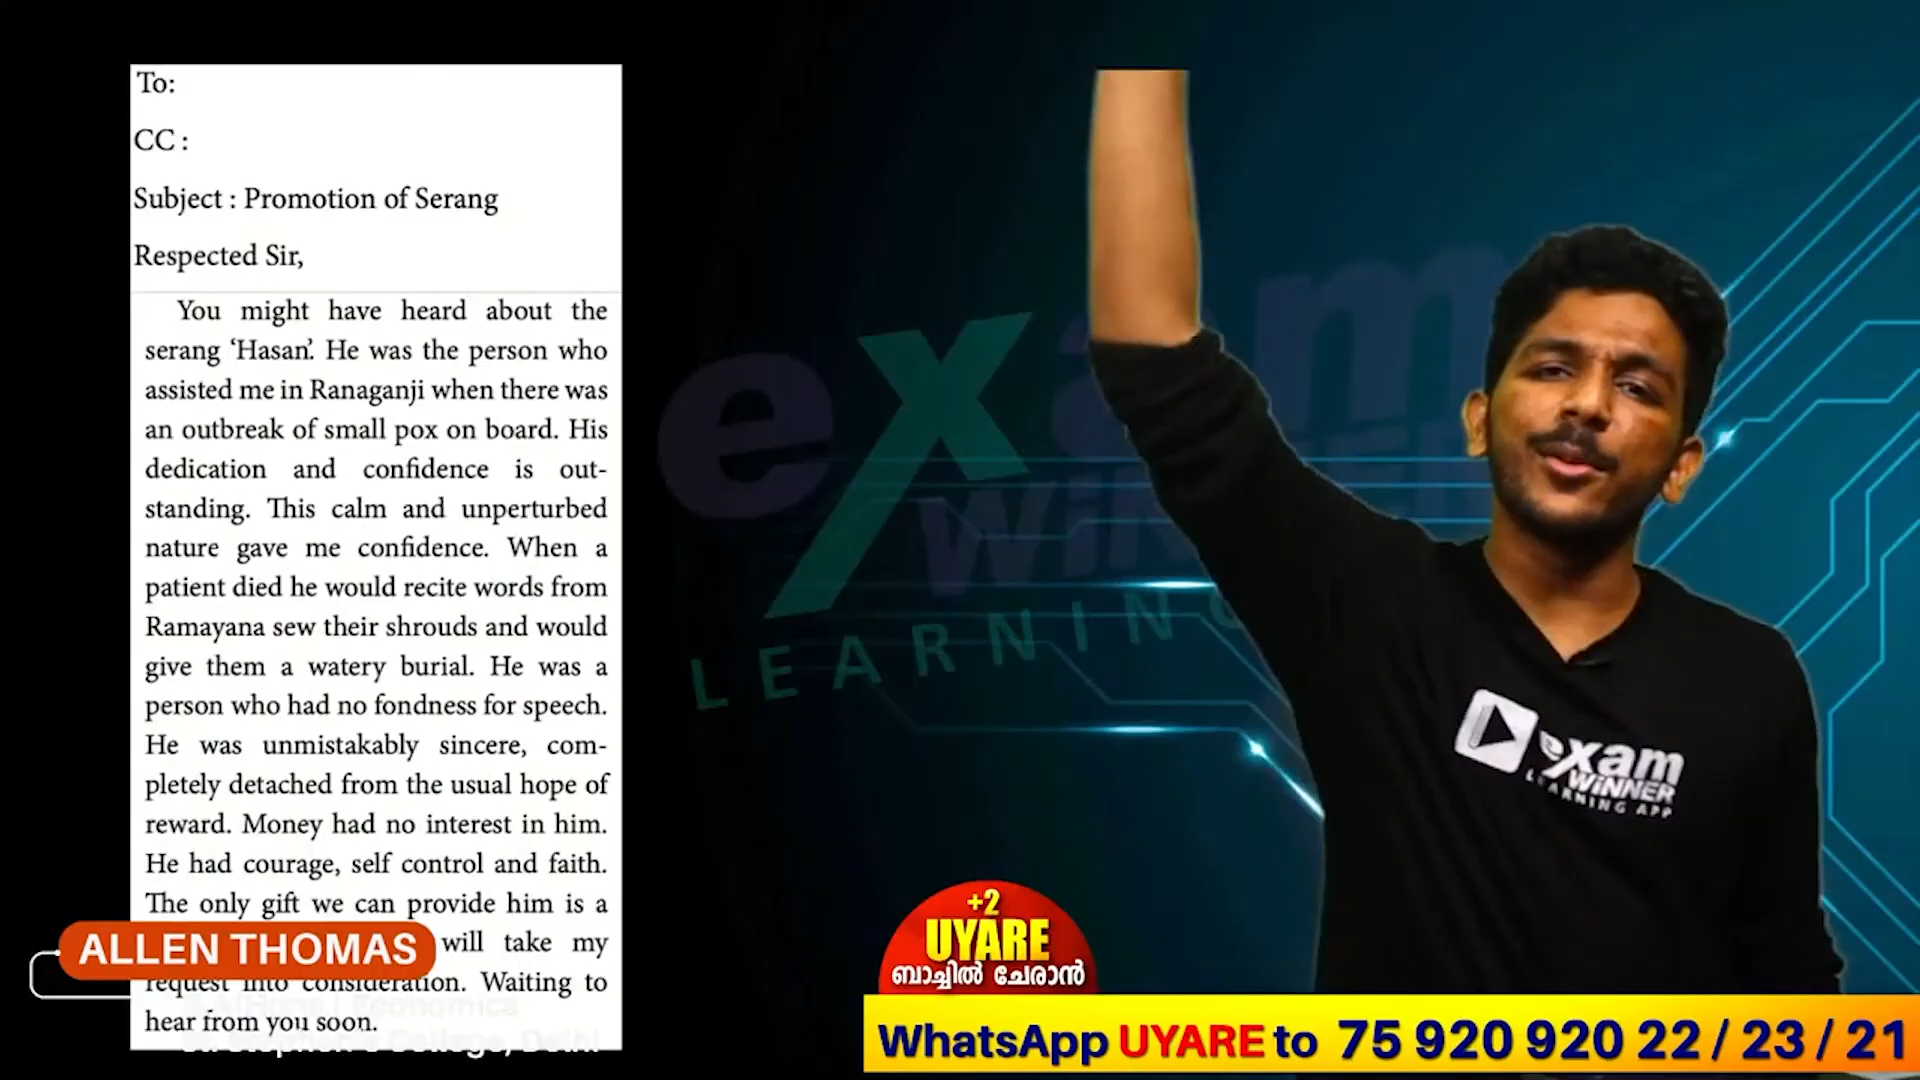 To:
CC :
Subject : Promotion of Serang
Respected Sir,
You might have heard about the
serang ‘Hasan’. He was the person who
assisted me in Ranaganji when there was
an outbreak of small pox on board. His
dedication and confidence is out-
standing. This calm and unperturbed
nature gave me confidence. When a
patient died he would recite words from
Ramayana sew their shrouds and would
give them a watery burial. He was a
person who had no fondness for speech.
He was unmistakably sincere, com-
pletely detached from the usual hope of
reward. Money had no interest in him.
He had courage, self control and faith.
The only gift we can provide him is a
will take my
request into consideration. Waiting to
hear from you soon.
ALLEN THOMAS
Economics
College, Delhi
exam
WiNNER
LEARNING
exam
WiNNER
LEARNING APP
+2
UYARE
ബാച്ചിൽ ചേരാൻ
WhatsApp UYARE to 75 920 920 22 / 23 / 21